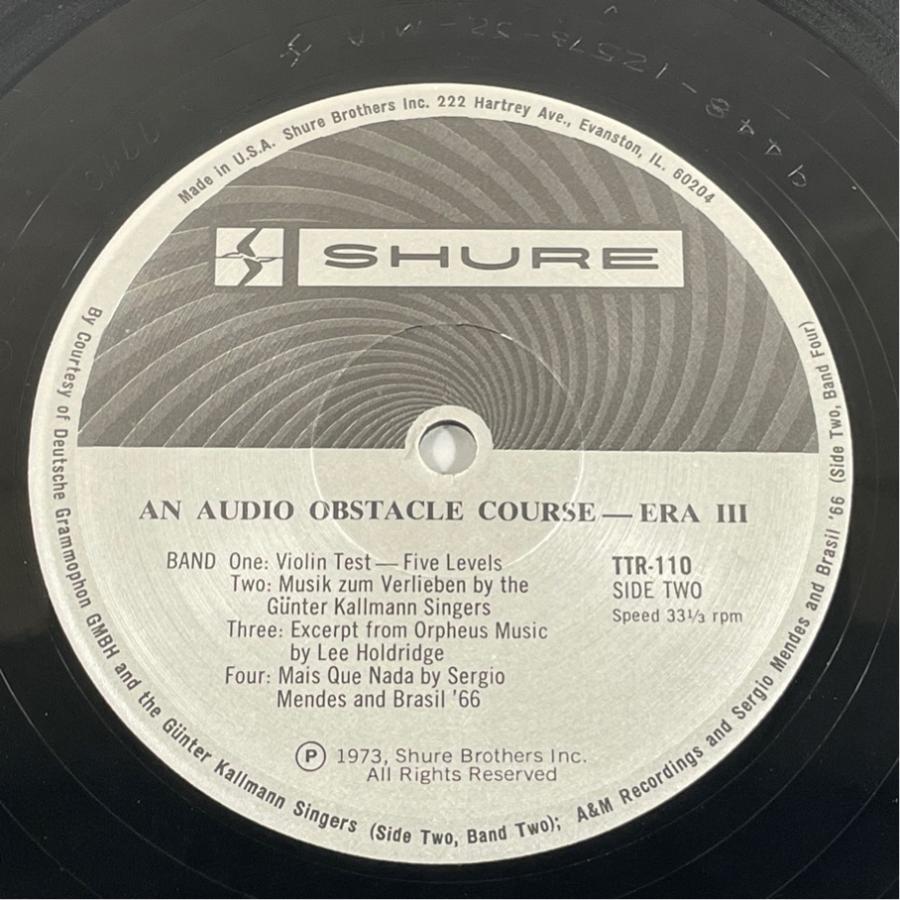 Made in U.S.A. Shure Brothers Inc. 222 Hartrey Ave., Evanston, IL. 60204
SHURE
AN AUDIO OBSTACLE COURSE — ERA III
BAND One: Violin Test — Five Levels
Two: Musik zum Verlieben by the
Günter Kallmann Singers
Three: Excerpt from Orpheus Music
by Lee Holdridge
Four: Mais Que Nada by Sergio
Mendes and Brasil '66
TTR-110
SIDE TWO
Speed 33⅓ rpm
Ⓟ 1973, Shure Brothers Inc.
All Rights Reserved
By Courtesy of Deutsche Grammophon GMBH and the Günter Kallmann Singers (Side Two, Band Two); A&M Recordings and Sergio Mendes and Brasil '66 (Side Two, Band Four)